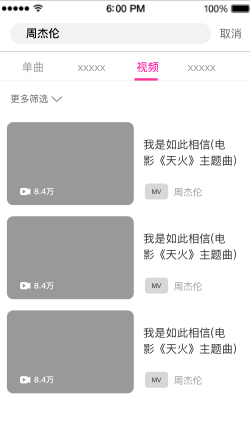 6:00 PM 100%
周杰伦 取消
单曲 xxxxx 视频 xxxxx
更多筛选
我是如此相信(电
影《天火》主题曲)
8.4万 MV 周杰伦
我是如此相信(电
影《天火》主题曲)
8.4万 MV 周杰伦
我是如此相信(电
影《天火》主题曲)
8.4万 MV 周杰伦